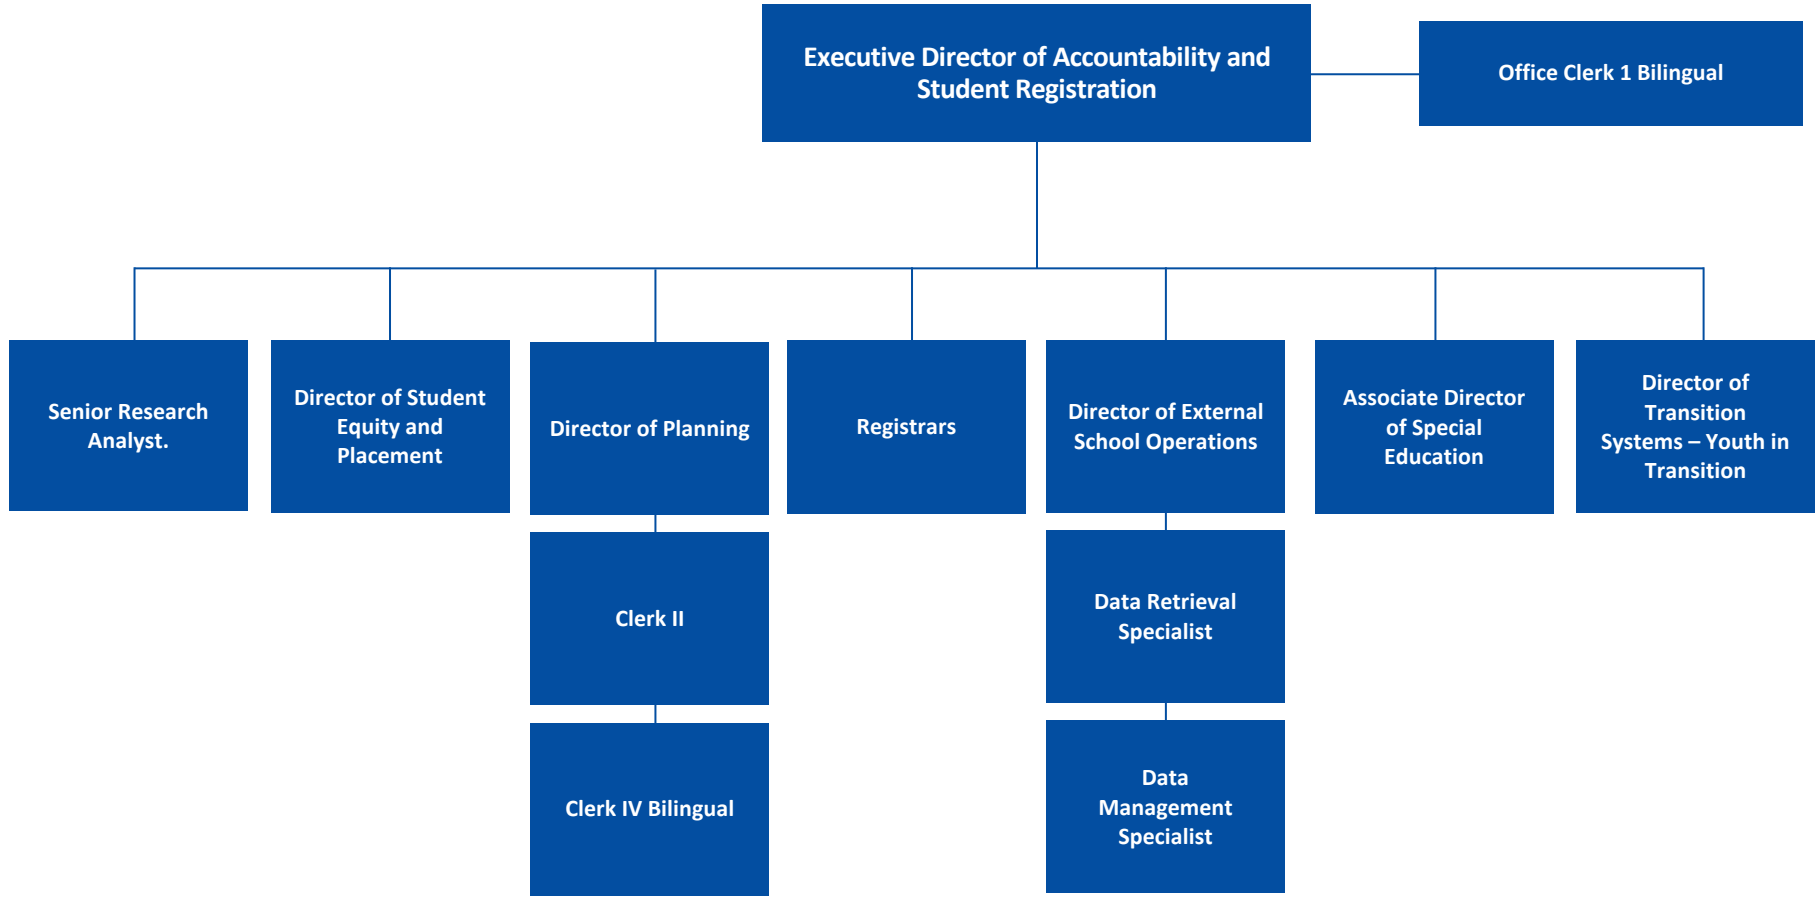 Executive Director of Accountability and
Student Registration
Office Clerk 1 Bilingual
Senior Research
Analyst.
Director of Student
Equity and
Placement
Director of Planning
Registrars
Director of External
School Operations
Associate Director
of Special
Education
Director of
Transition
Systems – Youth in
Transition
Clerk II
Data Retrieval
Specialist
Clerk IV Bilingual
Data
Management
Specialist